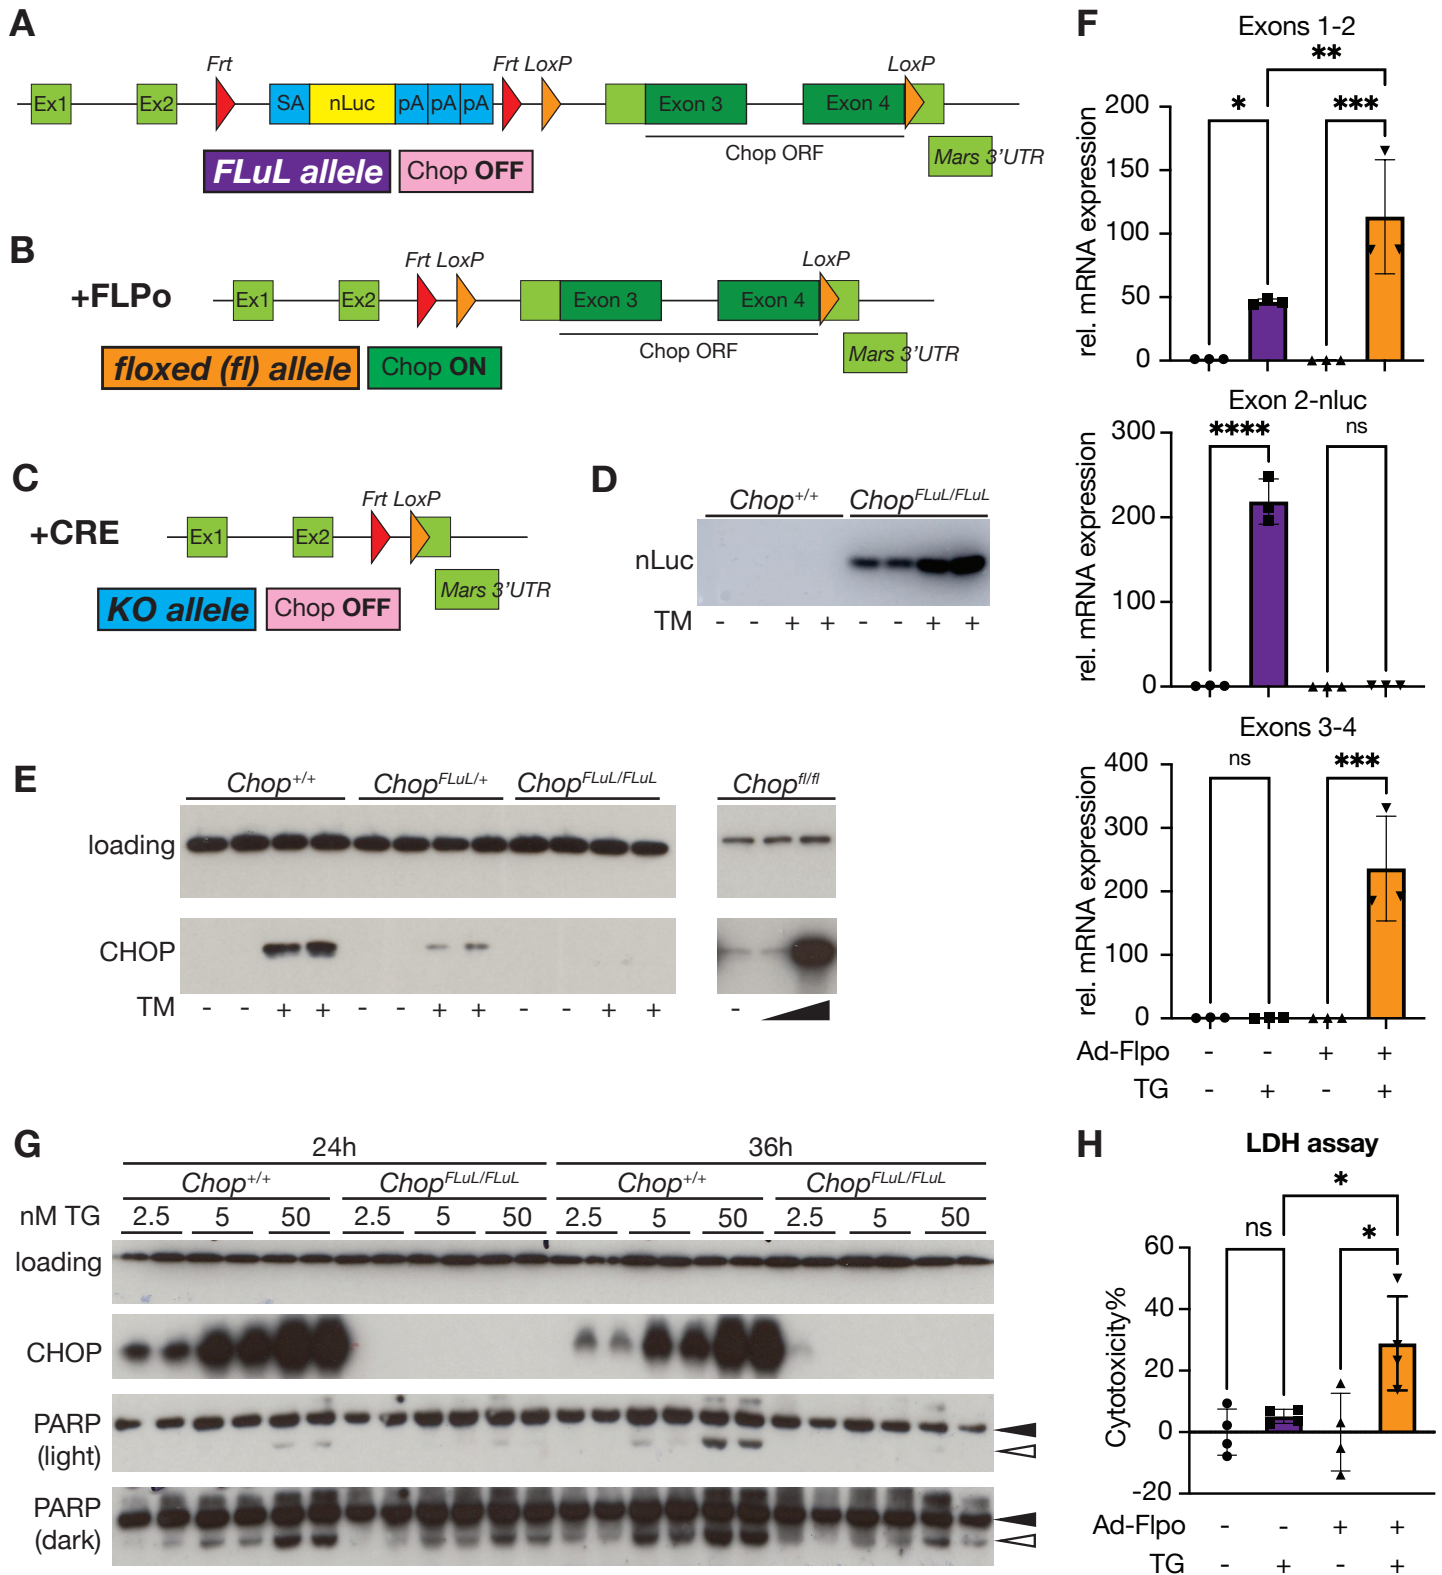 A
Frt
Frt LoxP
LoxP
Ex1
Ex2
SA
nLuc
pA
pA
pA
Exon 3
Exon 4
Chop ORF
Mars 3’UTR
FLuL allele
Chop OFF
B
+FLPo
Frt LoxP
LoxP
Ex1
Ex2
Exon 3
Exon 4
Chop ORF
Mars 3’UTR
floxed (fl) allele
Chop ON
C
+CRE
Frt LoxP
Ex1
Ex2
Mars 3’UTR
KO allele
Chop OFF
D
Chop+/+
ChopFLuL/FLuL
nLuc
TM - - + + - - + +
E
Chop+/+
ChopFLuL/+
ChopFLuL/FLuL
Chopfl/fl
loading
CHOP
TM - - + + - - + + - - + + -
F
Exons 1-2
**
* ***
rel. mRNA expression
200
150
100
50
0
Exon 2-nluc
**** ns
rel. mRNA expression
300
200
100
0
Exons 3-4
ns ***
rel. mRNA expression
400
300
200
100
0
Ad-Flpo - - + +
TG - + - +
G
24h 36h
Chop+/+ ChopFLuL/FLuL Chop+/+ ChopFLuL/FLuL
nM TG 2.5 5 50 2.5 5 50 2.5 5 50 2.5 5 50
loading
CHOP
PARP
(light)
PARP
(dark)
H
LDH assay
*
ns *
Cytotoxicity%
60
40
20
0
-20
Ad-Flpo - - + +
TG - + - +